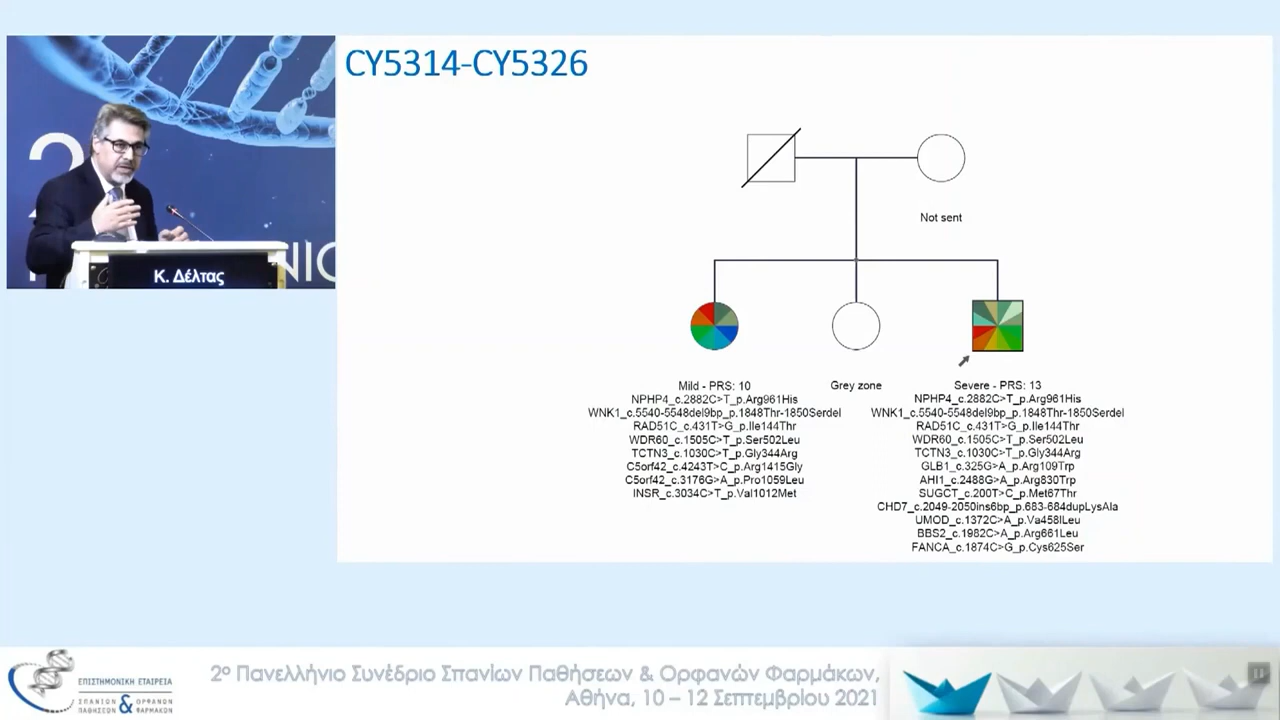 CY5314-CY5326
2
NIC
Κ. Δέλτας
Not sent
Mild - PRS: 10
NPHP4_c.2882C>T_p.Arg961His
WNK1_c.5540-5548del9bp_p.1848Thr-1850Serdel
RAD51C_c.431T>G_p.Ile144Thr
WDR60_c.1505C>T_p.Ser502Leu
TCTN3_c.1030C>T_p.Gly344Arg
C5orf42_c.4243T>C_p.Arg1415Gly
C5orf42_c.3176G>A_p.Pro1059Leu
INSR_c.3034C>T_p.Val1012Met
Grey zone
Severe - PRS: 13
NPHP4_c.2882C>T_p.Arg961His
WNK1_c.5540-5548del9bp_p.1848Thr-1850Serdel
RAD51C_c.431T>G_p.Ile144Thr
WDR60_c.1505C>T_p.Ser502Leu
TCTN3_c.1030C>T_p.Gly344Arg
GLB1_c.325G>A_p.Arg109Trp
AHI1_c.2488G>A_p.Arg830Trp
SUGCT_c.200T>C_p.Met67Thr
CHD7_c.2049-2050ins6bp_p.683-684dupLysAla
UMOD_c.1372C>A_p.Va458lLeu
BBS2_c.1982C>A_p.Arg661Leu
FANCA_c.1874C>G_p.Cys625Ser
ΕΠΙΣΤΗΜΟΝΙΚΗ ΕΤΑΙΡΕΙΑ
ΣΠΑΝΙΩΝ & ΟΡΦΑΝΩΝ
ΠΑΘΗΣΕΩΝ ΦΑΡΜΑΚΩΝ
2ο Πανελλήνιο Συνέδριο Σπανίων Παθήσεων & Ορφανών Φαρμάκων,
Αθήνα, 10 – 12 Σεπτεμβρίου 2021